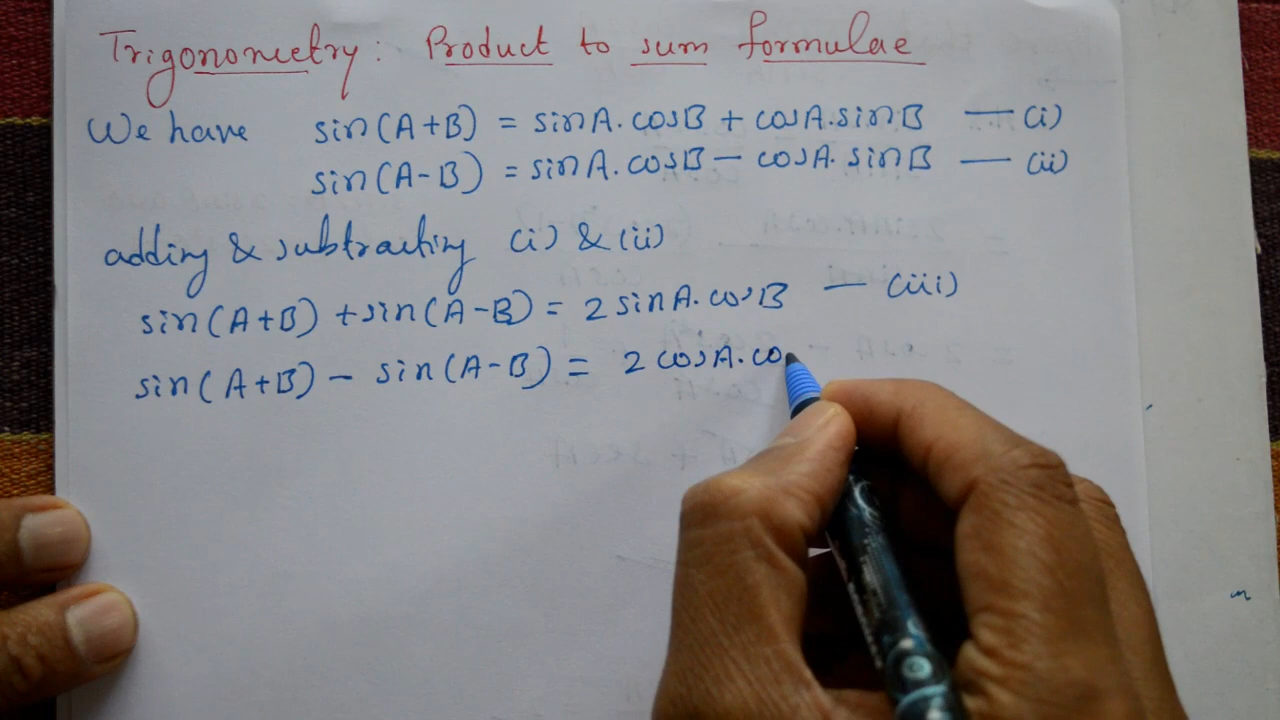 Trigonometry: Product to sum formulae
We have sin(A+B) = sinA.cosB + cosA.sinB — (i)
sin(A-B) = sinA.cosB - cosA.sinB — (ii)
adding & subtracting (i) & (ii)
sin(A+B) + sin(A-B) = 2 sinA.cosB — (iii)
sin(A+B) - sin(A-B) = 2 cosA.co